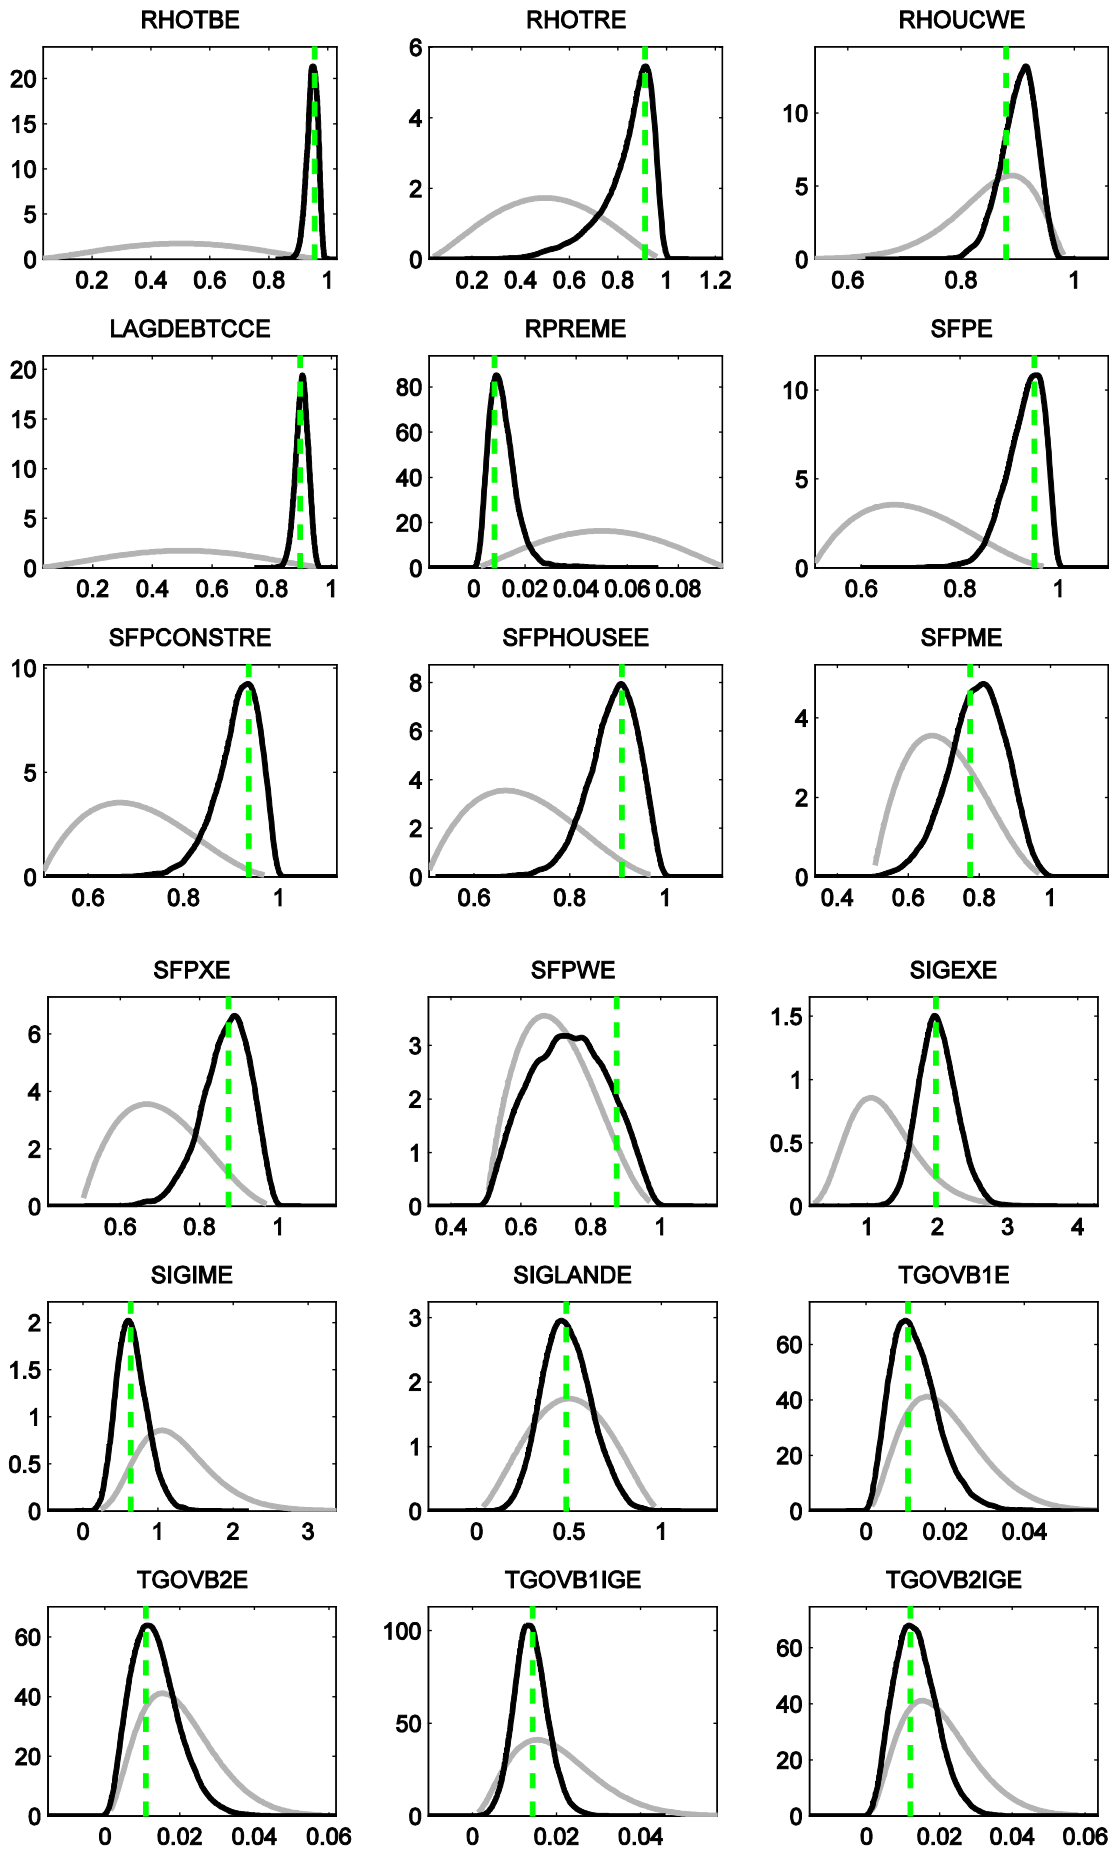 RHOTBE RHOTRE RHOUCWE
20 15 10 5 0
0.2 0.4 0.6 0.8 1
6 4 2 0
0.2 0.4 0.6 0.8 1 1.2
10 5 0
0.6 0.8 1
LAGDEBTCCE RPREME SFPE
20 15 10 5 0
0.2 0.4 0.6 0.8 1
80 60 40 20 0
0 0.02 0.04 0.06 0.08
10 5 0
0.6 0.8 1
SFPCONSTRE SFPHOUSEE SFPME
10 5 0
0.6 0.8 1
8 6 4 2 0
0.6 0.8 1
4 2 0
0.4 0.6 0.8 1
SFPXE SFPWE SIGEXE
6 4 2 0
0.6 0.8 1
3 2 1 0
0.4 0.6 0.8 1
1.5 1 0.5 0
1 2 3 4
SIGIME SIGLANDE TGOVB1E
2 1.5 1 0.5 0
0 1 2 3
3 2 1 0
0 0.5 1
60 40 20 0
0 0.02 0.04
TGOVB2E TGOVB1IGE TGOVB2IGE
60 40 20 0
0 0.02 0.04 0.06
100 50 0
0 0.02 0.04
60 40 20 0
0 0.02 0.04 0.06